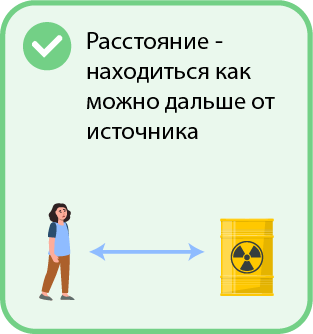 Расстояние -
находиться как
можно дальше от
источника